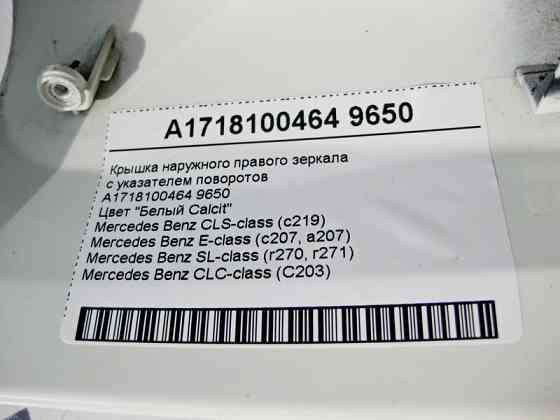 A1718100464 9650
Крышка наружного правого зеркала
с указателем поворотов
A1718100464 9650
Цвет "Белый Calcit"
Mercedes Benz CLS-class (c219)
Mercedes Benz E-class (c207, a207)
Mercedes Benz SL-class (r270, r271)
Mercedes Benz CLC-class (C203)